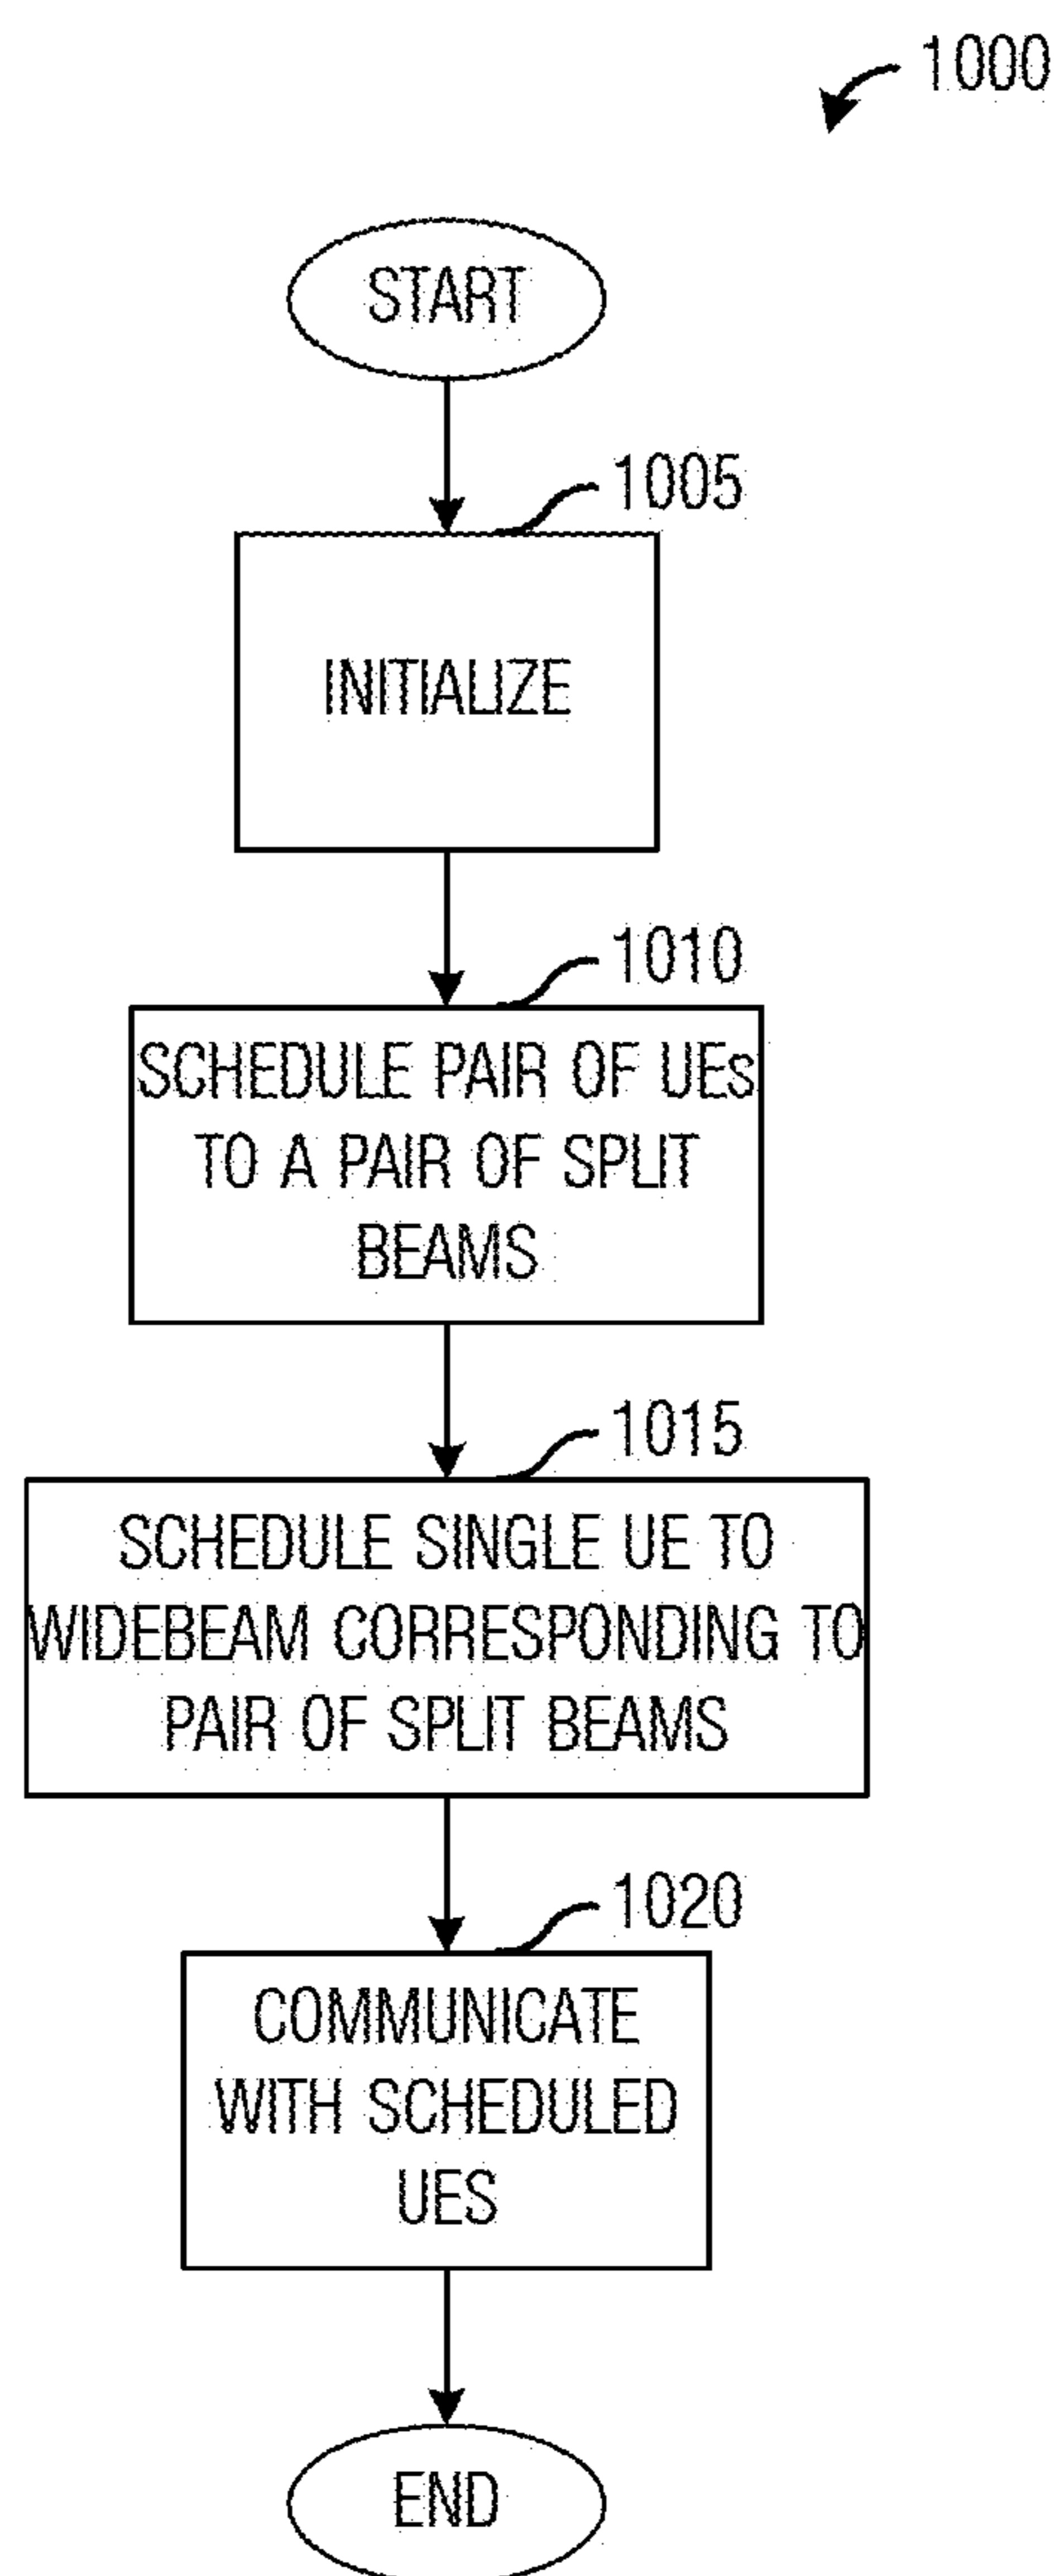 1000
START
1005
INITIALIZE
1010
SCHEDULE PAIR OF UEs
TO A PAIR OF SPLIT
BEAMS
1015
SCHEDULE SINGLE UE TO
WIDEBEAM CORRESPONDING TO
PAIR OF SPLIT BEAMS
1020
COMMUNICATE
WITH SCHEDULED
UES
END